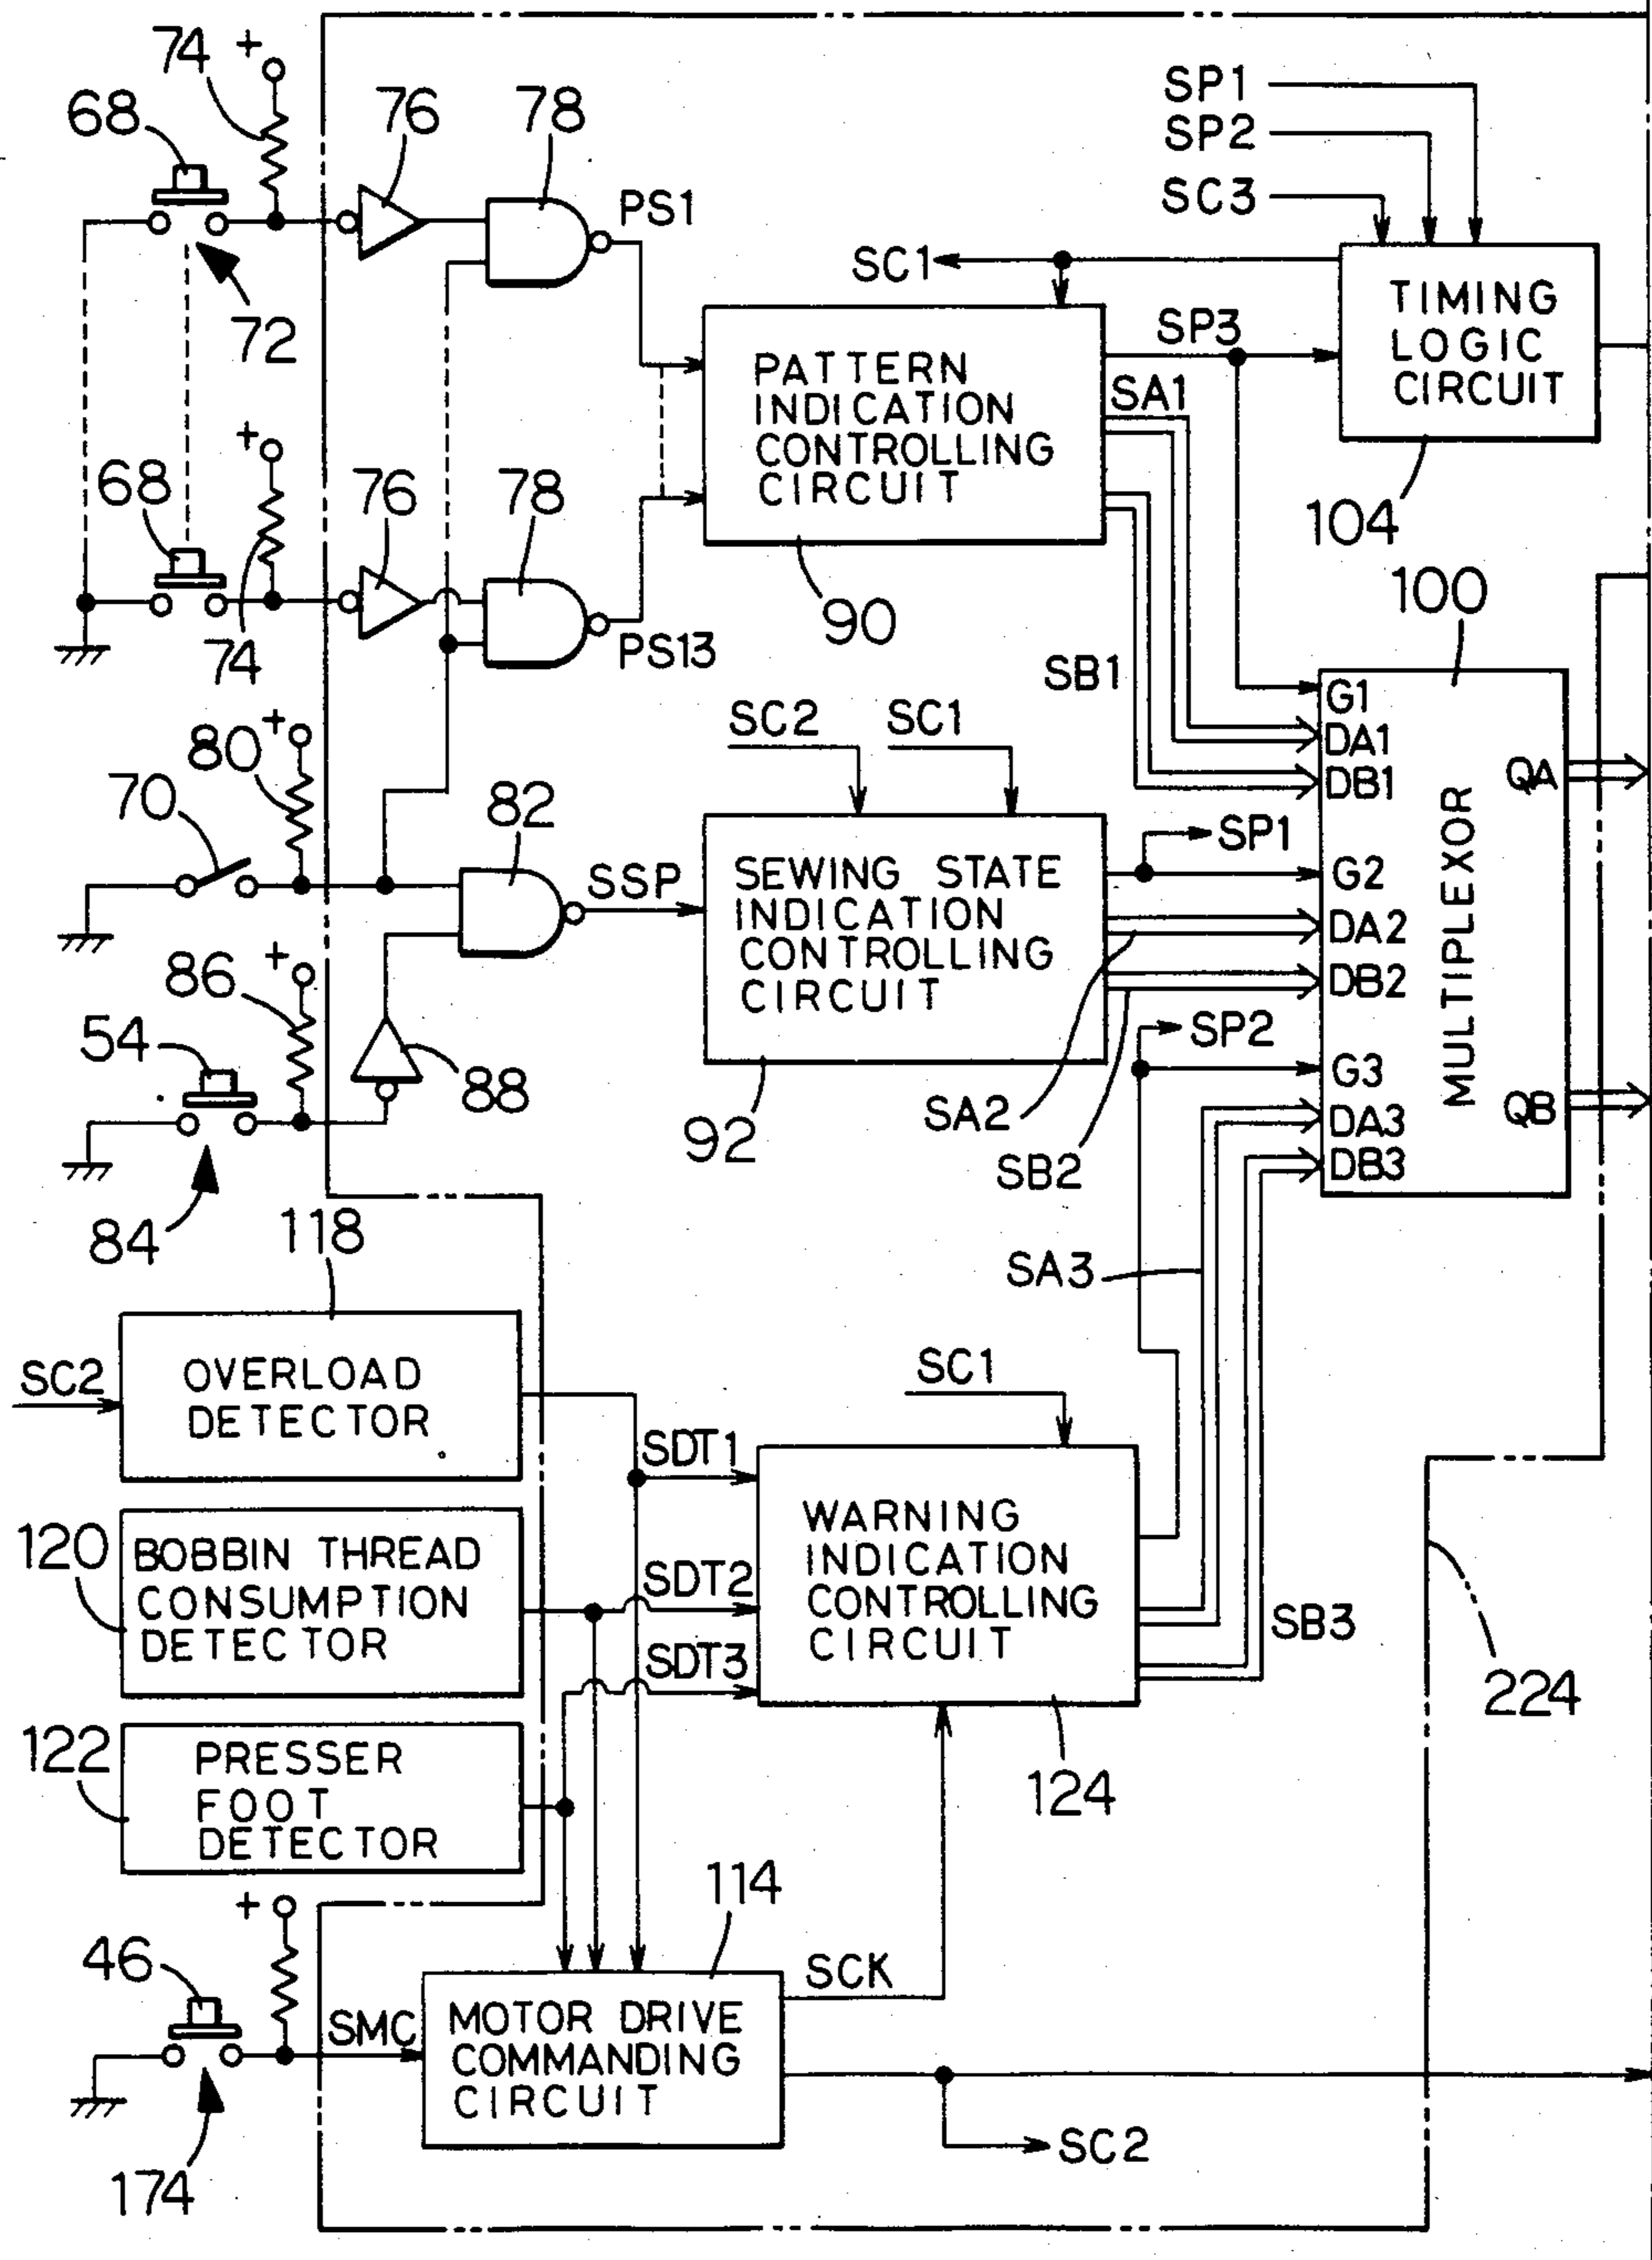 74
+
68
76
78
PS1
72
SP1
SP2
SC3
SC1
TIMING
LOGIC
CIRCUIT
104
SP3
SA1
PATTERN
INDICATION
CONTROLLING
CIRCUIT
90
+
68
74
76
78
PS13
SB1
100
G1
DA1
DB1
QA
G2
DA2
DB2
G3
DA3
DB3
QB
MULTIPLEXOR
80
+
70
82
SSP
SC2
SC1
SEWING STATE
INDICATION
CONTROLLING
CIRCUIT
92
SP1
SP2
SA2
SB2
86
+
54
88
84
118
SC2
OVERLOAD
DETECTOR
SA3
SC1
SDT1
120
BOBBIN THREAD
CONSUMPTION
DETECTOR
SDT2
SDT3
WARNING
INDICATION
CONTROLLING
CIRCUIT
124
SB3
224
122
PRESSER
FOOT
DETECTOR
114
+
46
SMC
MOTOR DRIVE
COMMANDING
CIRCUIT
SCK
SC2
174